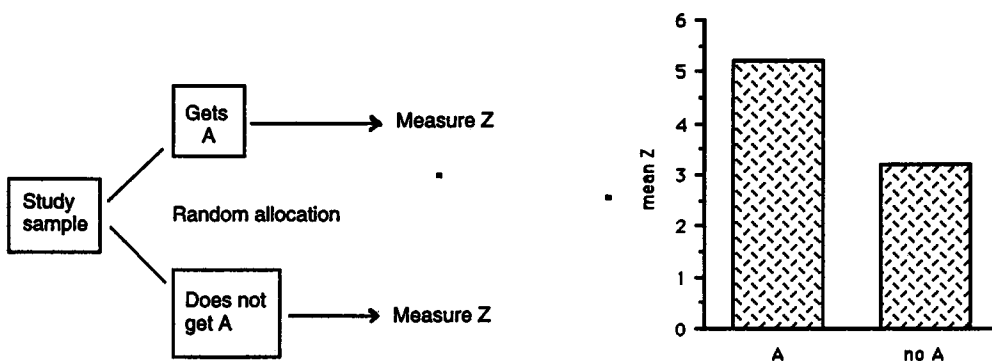 Gets
A
Measure Z
Study
sample
Random allocation
Does not
get A
Measure Z
6
5
4
3
2
1
0
mean Z
A
no A